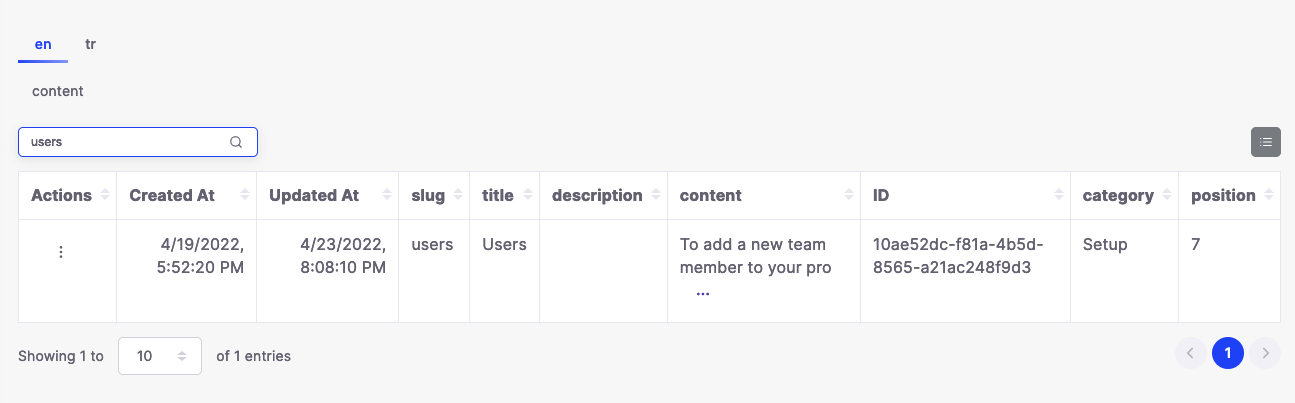 en tr
content
users
Actions Created At Updated At slug title description content ID category position
4/19/2022, 4/23/2022, users Users To add a new team 10ae52dc-f81a-4b5d- Setup 7
5:52:20 PM 8:08:10 PM member to your pro 8565-a21ac248f9d3
...
Showing 1 to 10 of 1 entries 1